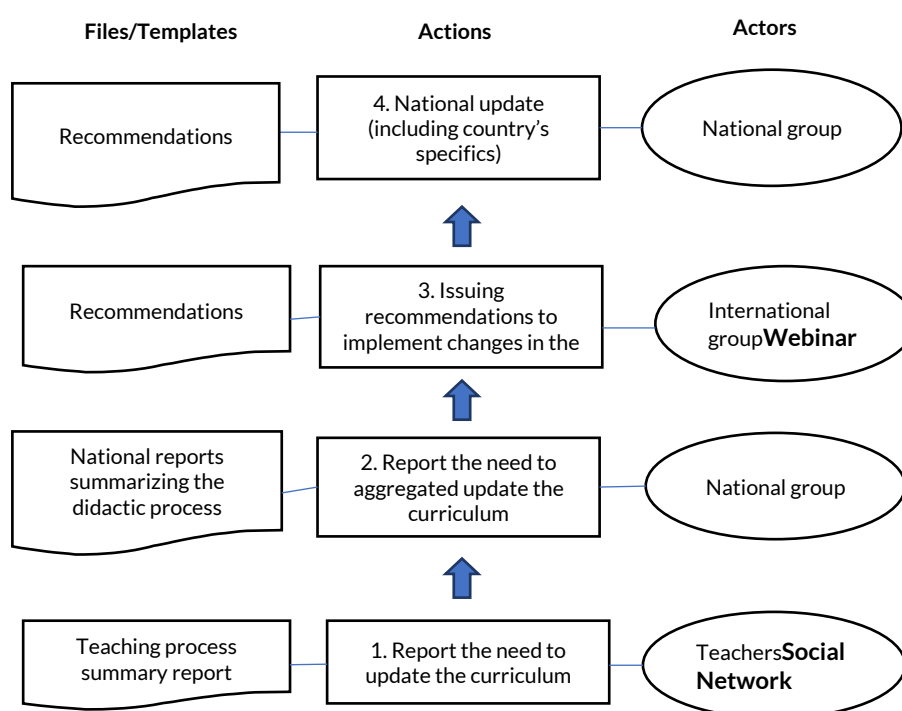 Files/Templates
Actions
Actors
Recommendations
4. National update
(including country's
specifics)
National group
Recommendations
3. Issuing
recommendations to
implement changes in the
International
groupWebinar
National reports
summarizing the
didactic process
2. Report the need to
aggregated update the
curriculum
National group
Teaching process
summary report
1. Report the need to
update the curriculum
TeachersSocial
Network